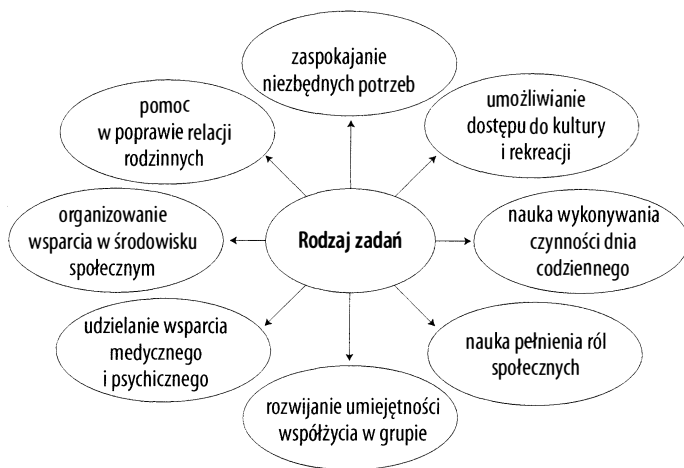 zaspokajanie
niezbędnych potrzeb
umożliwianie
dostępu do kultury
i rekreacji
nauka wykonywania
czynności dnia
codziennego
nauka pełnienia ról
społecznych
rozwijanie umiejętności
współżycia w grupie
udzielanie wsparcia
medycznego
i psychicznego
organizowanie
wsparcia w środowisku
społecznym
pomoc
w poprawie relacji
rodzinnych
Rodzaj zadań